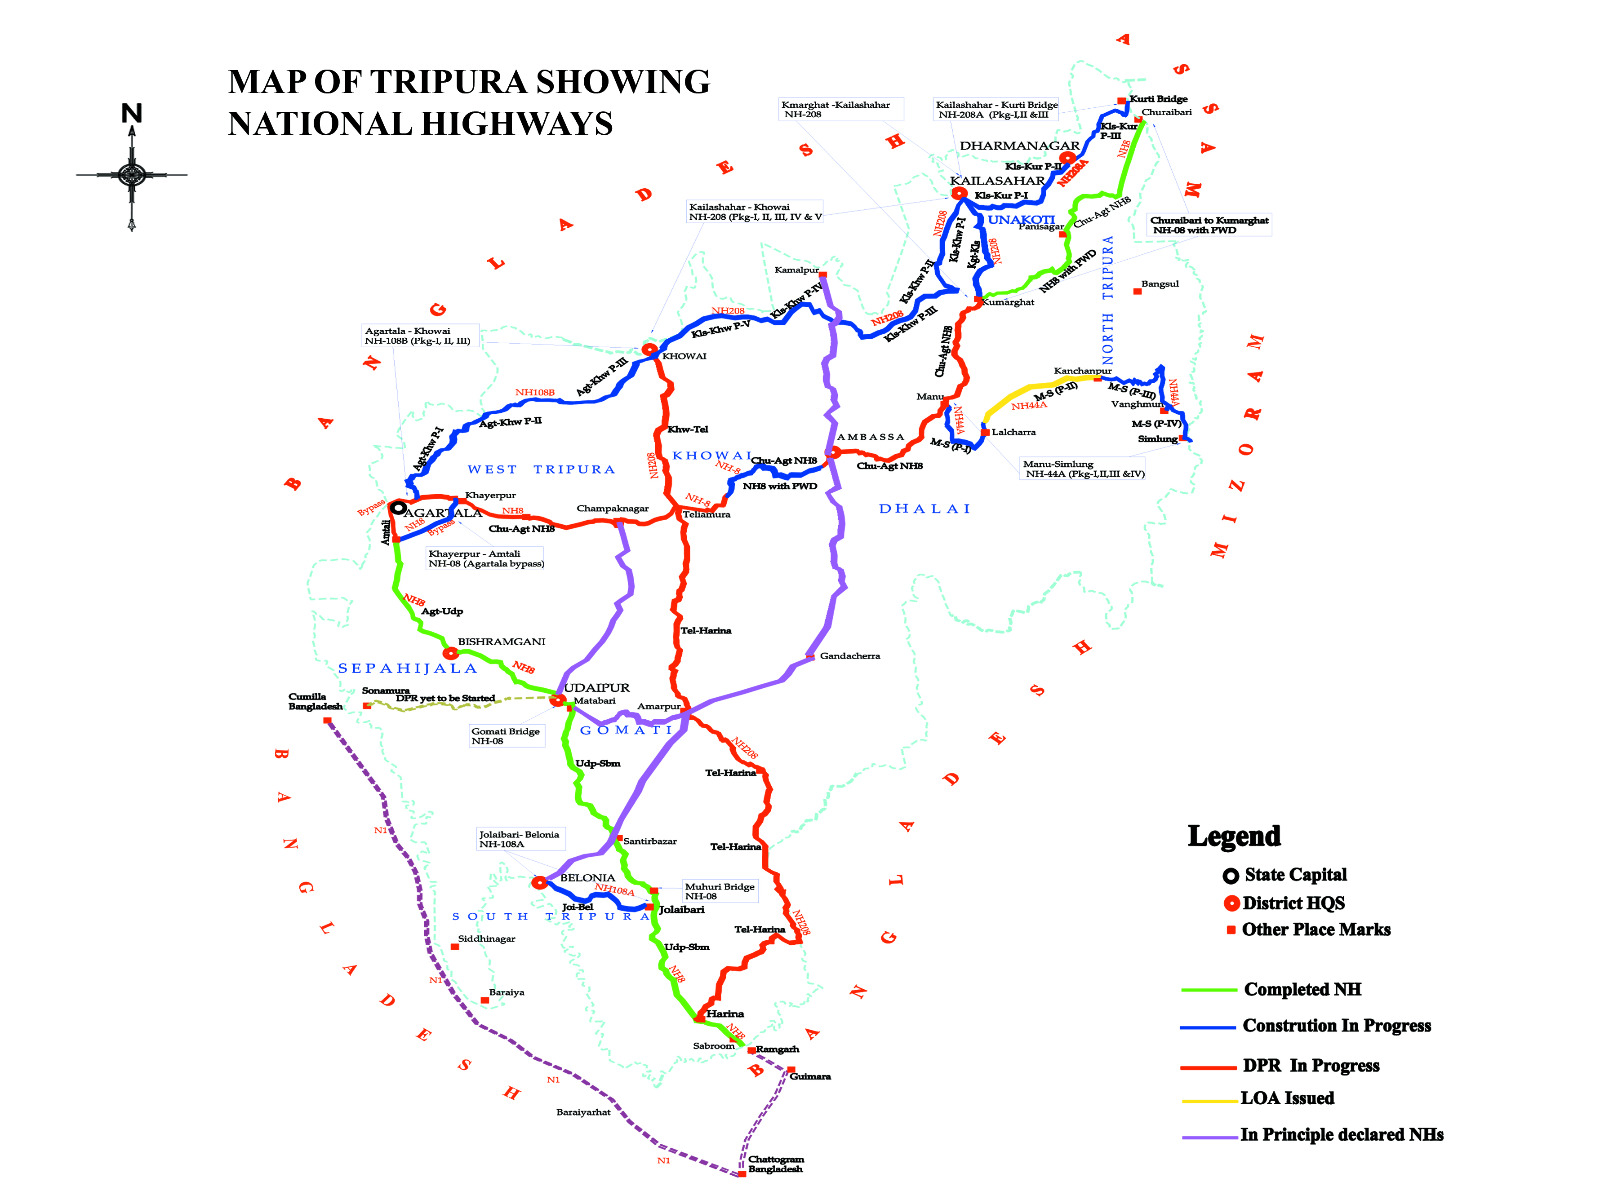 MAP OF TRIPURA SHOWING
NATIONAL HIGHWAYS
N
A
S
S
A
M
B A N G L A D E S H
Kmarghat -Kailashahar
NH-208
Kailashahar - Kurti Bridge
NH-208A (Pkg-I,II &III
Kurti Bridge
Churaibari
Kls-Kur
P-III
DHARMANAGAR
Kls-Kur P-II
NH208A
NH8
KAILASAHAR
Kls-Kur P-I
Kailashahar - Khowai
NH-208 (Pkg-I, II, III, IV & V
UNAKOTI
Panisagar
Chu-Agt NH8
Churaibari to Kumarghat
NH-08 with PWD
NH208
Kls-Khw P-I
Kgt-Kls
NH208
NH8 with PWD
NORTH TRIPURA
Kamalpur
Kls-Khw P-II
Bangsul
Kls-Khw P-IV
Kumarghat
NH208
Kls-Khw P-V
NH208
Kls-Khw P-III
Agartala - Khowai
NH-108B (Pkg-I, II, III)
KHOWAI
Chu-Agt NH8
Agt-Khw P-III
Kanchanpur
M-S (P-II)
M-S (P-III)
NH44A
NH108B
Manu
NH44A
Vanghmun
MIZORAM
Agt-Khw P-II
NH44A
M-S (P-IV)
Khw-Tel
Lalcharra
Simlung
Agt-Khw P-I
AMBASSA
M-S (P-I)
KHOWAI
Chu-Agt NH8
Chu-Agt NH8
Manu-Simlung
NH-44A (Pkg-I,II,III &IV)
WEST TRIPURA
NH208
NH-8
NH8 with PWD
Khayerpur
NH-8
Bypass
AGARTALA
NH8
Champaknagar
Teliamura
DHALAI
NH8
Bypass
Chu-Agt NH8
Amtali
Khayerpur - Amtali
NH-08 (Agartala bypass)
NH8
Agt-Udp
Tel-Harina
BISHRAMGANJ
Gandacherra
SEPAHIJALA
NH8
Cumilla
Bangladesh
Sonamura
DPR yet to be Started
UDAIPUR
Matabari
Amarpur
Gomati Bridge
NH-08
GOMATI
NH208
Udp-Sbm
Tel-Harina
BANGLADESH
BANGLADESH
N1
Jolaibari- Belonia
NH-108A
Santirbazar
Tel-Harina
BELONIA
NH108A
Muhuri Bridge
NH-08
Joi-Bel
Jolaibari
SOUTH TRIPURA
NH208
Tel-Harina
Siddhinagar
Udp-Sbm
N1
NH8
Baraiya
Harina
NH8
Sabroom
Ramgarh
Guimara
N1
Baraiyarhat
N1
Chattogram
Bangladesh
Legend
State Capital
District HQS
Other Place Marks
Completed NH
Constrution In Progress
DPR In Progress
LOA Issued
In Principle declared NHs